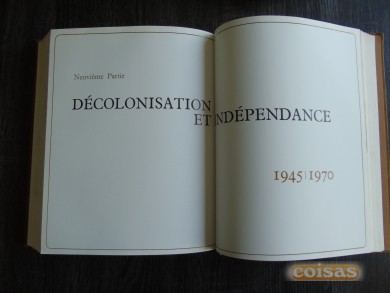 Neuvième Partie
DÉCOLONISATION
ET INDÉPENDANCE
1945|1970
coisas